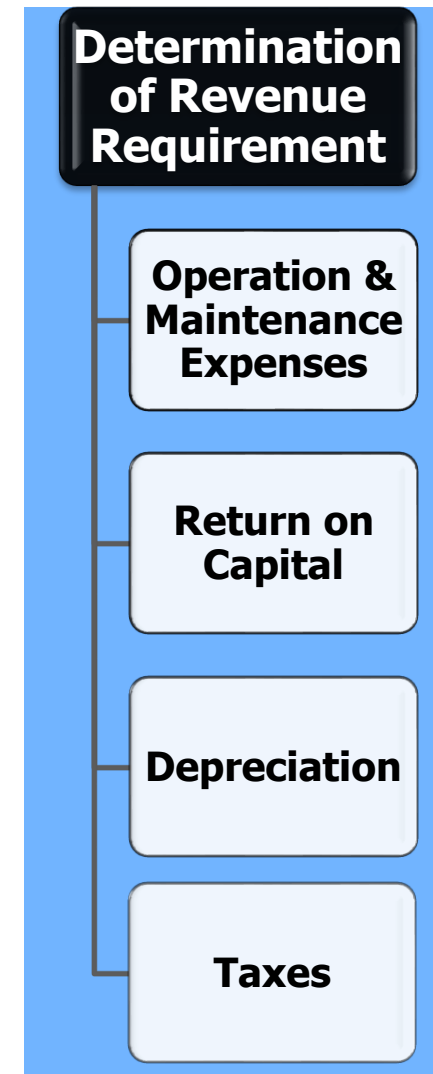 Determination
of Revenue
Requirement
Operation &
Maintenance
Expenses
Return on
Capital
Depreciation
Taxes